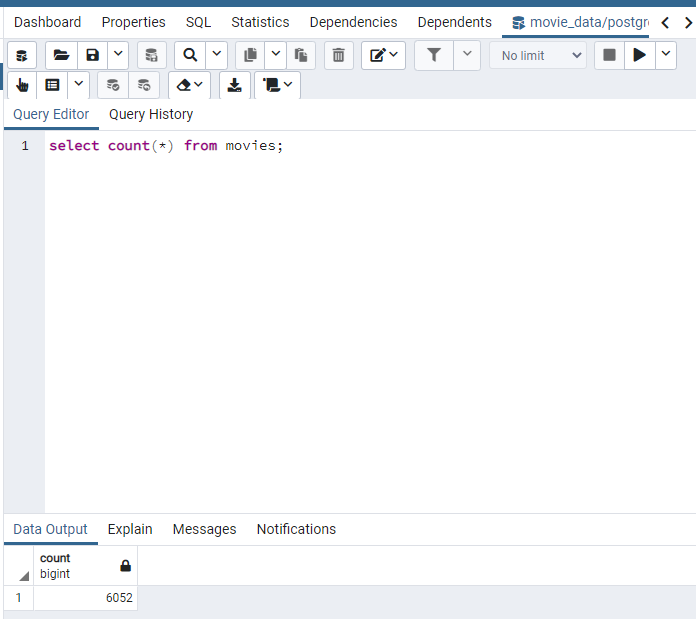 Dashboard Properties SQL Statistics Dependencies Dependents movie_data/postgr
No limit
Query Editor Query History
1 select count(*) from movies;
Data Output Explain Messages Notifications
count
bigint
1 6052